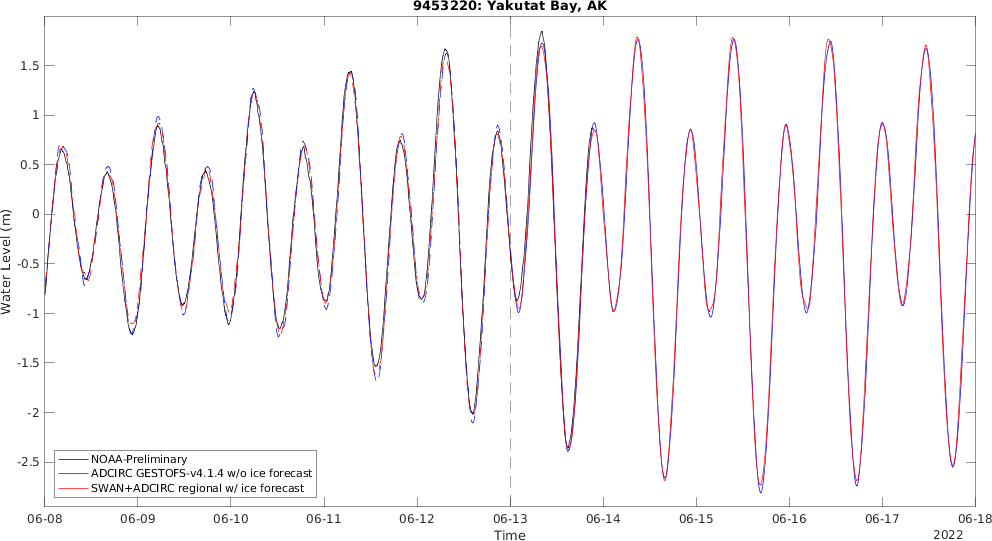 9453220: Yakutat Bay, AK
Water Level (m)
1.5
1
0.5
0
-0.5
-1
-1.5
-2
-2.5
NOAA-Preliminary
ADCIRC GESTOFS-v4.1.4 w/o ice forecast
SWAN+ADCIRC regional w/ ice forecast
06-08 06-09 06-10 06-11 06-12 06-13 06-14 06-15 06-16 06-17 06-18
Time
2022